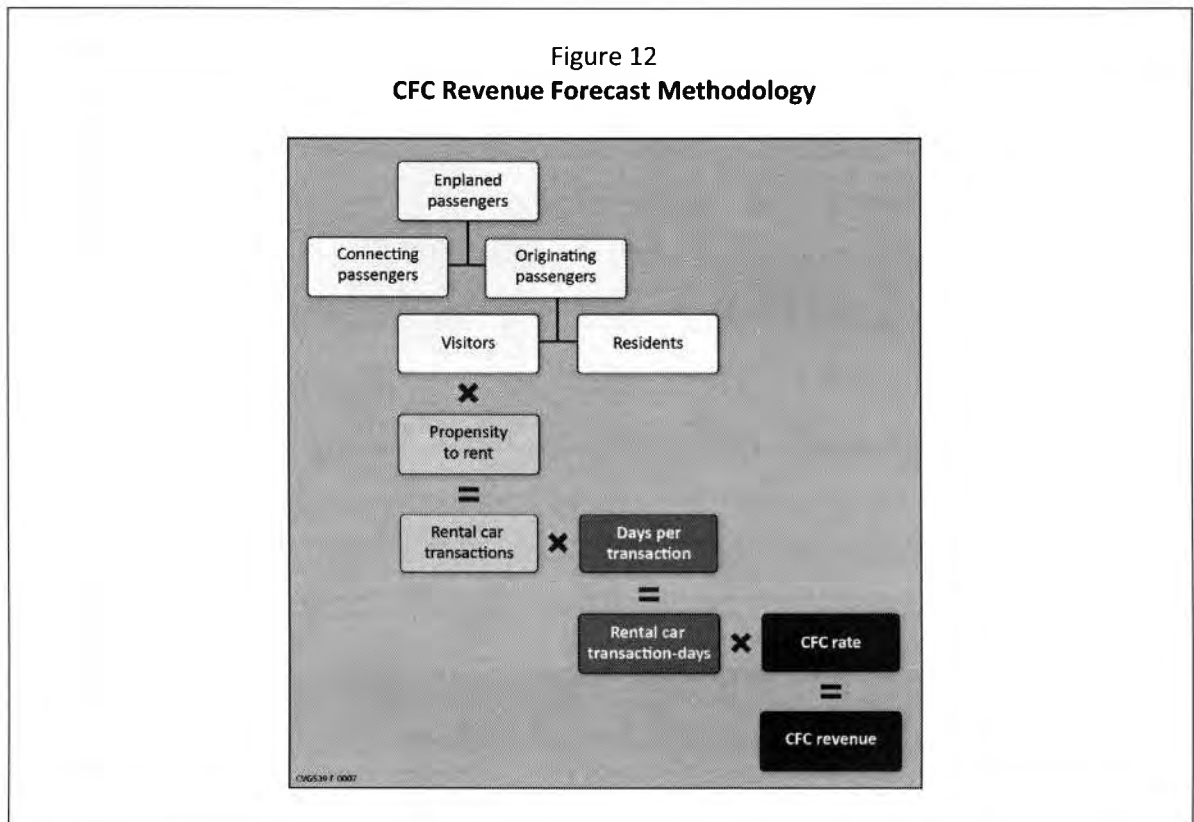 Figure 12
CFC Revenue Forecast Methodology
Enplaned
passengers
Connecting
passengers
Originating
passengers
Visitors
Residents
×
Propensity
to rent
=
Rental car
transactions
×
Days per
transaction
=
Rental car
transaction-days
×
CFC rate
=
CFC revenue